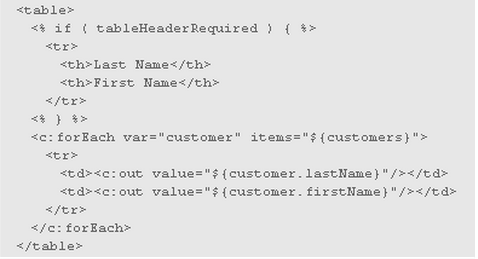 <table>
<% if ( tableHeaderRequired ) { %>
<tr>
<th>Last Name</th>
<th>First Name</th>
</tr>
<% } %>
<c:forEach var="customer" items="${customers}">
<tr>
<td><c:out value="${customer.lastName}"/></td>
<td><c:out value="${customer.firstName}"/></td>
</tr>
</c:forEach>
</table>